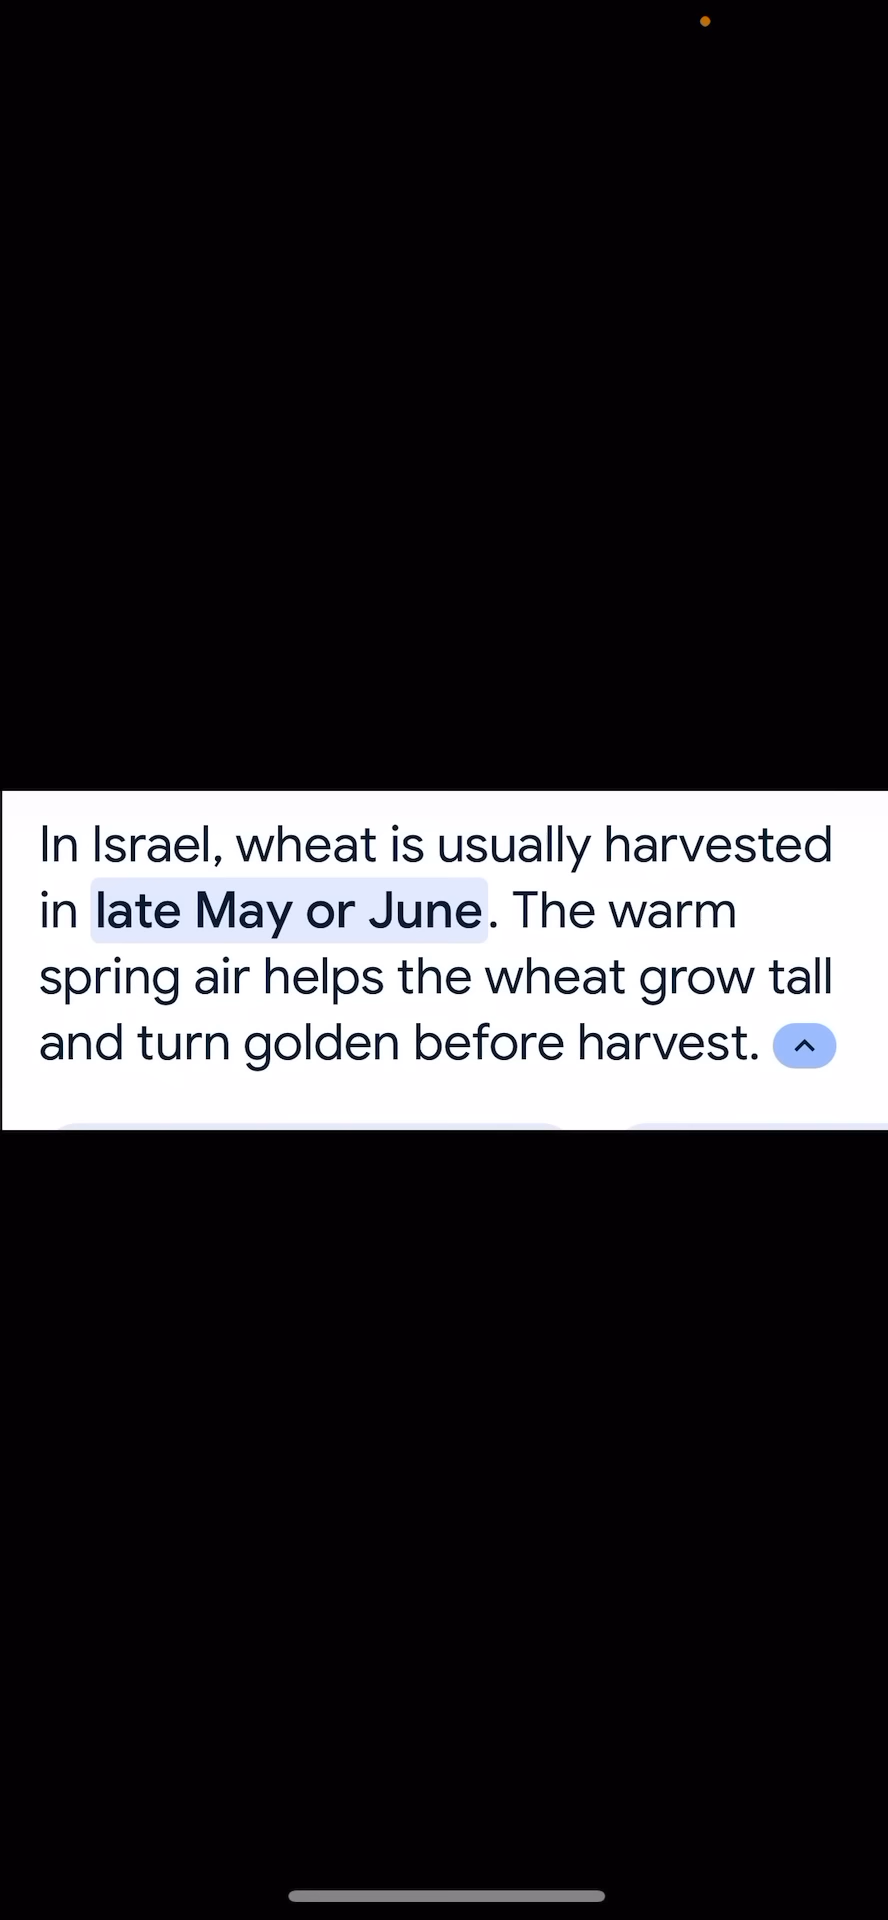 In Israel, wheat is usually harvested
in late May or June. The warm
spring air helps the wheat grow tall
and turn golden before harvest.